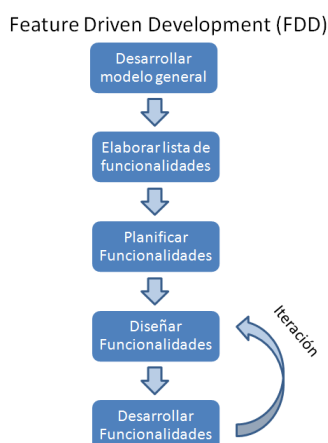 Feature Driven Development (FDD)
Desarrollar
modelo general
Elaborar lista de
funcionalidades
Planificar
Funcionalidades
Diseñar
Funcionalidades
Iteración
Desarrollar
Funcionalidades